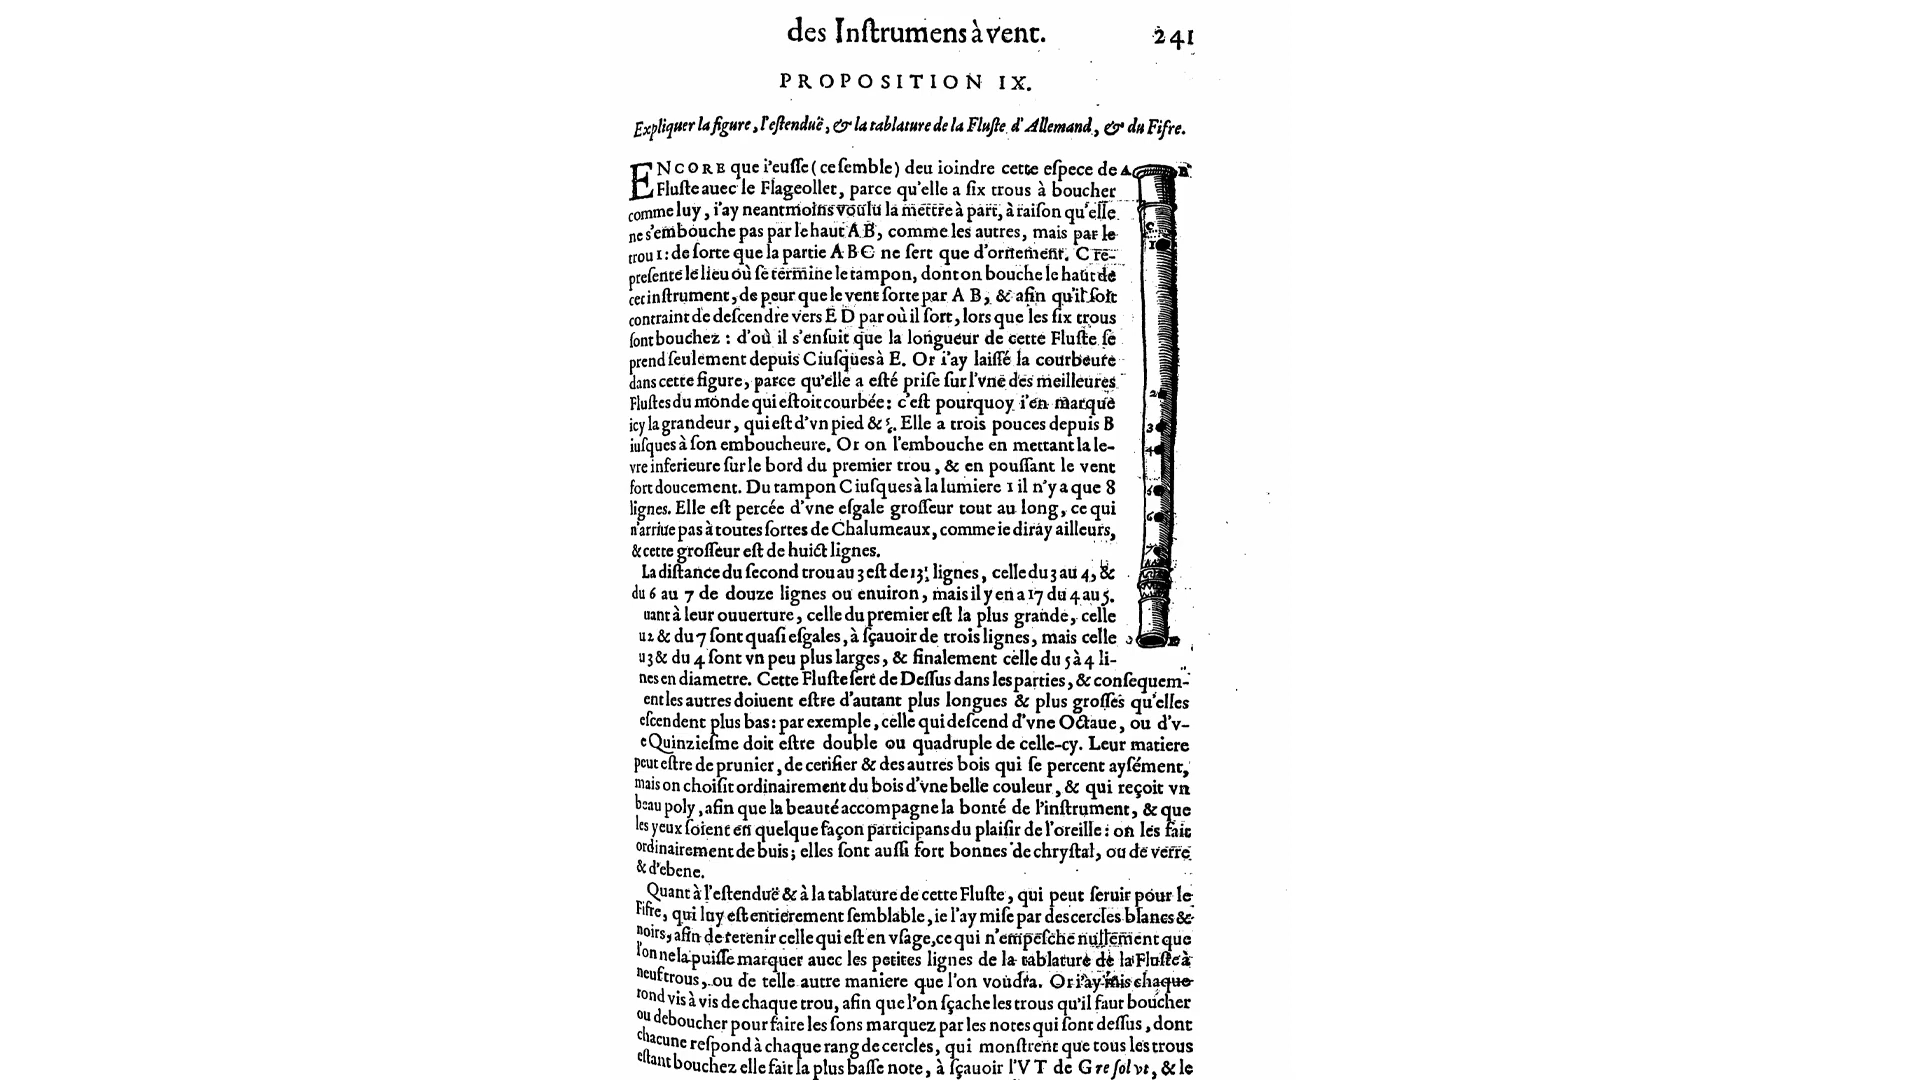 des Inſtrumens à vent. 241
PROPOSITION IX.
Expliquer la figure, l'eſtenduë, & la tablature de la Fluſte d'Allemand, & du Fifre.
ENCORE que i'euſſe (ce ſemble) deu ioindre cette eſpece de
Fluſte auec le Flageollet, parce qu'elle a ſix trous à boucher
comme luy, i'ay neantmoins voulu la mettre à part, à raiſon qu'elle
ne s'embouche pas par le haut A B, comme les autres, mais par le
trou 1: de ſorte que la partie A B C ne ſert que d'ornement. C re-
preſente le lieu où ſe termine le tampon, dont on bouche le haut de
cet inſtrument, de peur que le vent ſorte par A B, & afin qu'il ſoit
contraint de deſcendre vers E D par où il ſort, lors que les ſix trous
ſont bouchez : d'où il s'enſuit que la longueur de cette Fluſte ſe
prend ſeulement depuis C iuſques à E. Or i'ay laiſſé la courbeure
dans cette figure, parce qu'elle a eſté priſe ſur l'vne des meilleures
Fluſtes du monde qui eſtoit courbée: c'eſt pourquoy i'en marque
icy la grandeur, qui eſt d'vn pied & . Elle a trois pouces depuis B
iuſques à ſon emboucheure. Or on l'embouche en mettant la le-
vre inferieure ſur le bord du premier trou, & en pouſſant le vent
fort doucement. Du tampon C iuſques à la lumiere 1 il n'y a que 8
lignes. Elle eſt percée d'vne eſgale groſſeur tout au long, ce qui
n'arriue pas à toutes ſortes de Chalumeaux, comme ie diray ailleurs,
& cette groſſeur eſt de huict lignes.
La diſtance du ſecond trou au 3 eſt de lignes, celle du 3 au 4, &
du 6 au 7 de douze lignes ou enuiron, mais il y en a 17 du 4 au 5.
uant à leur ouuerture, celle du premier eſt la plus grande, celle
u 2 & du 7 ſont quaſi eſgales, à ſçauoir de trois lignes, mais celle
u 3 & du 4 ſont vn peu plus larges, & finalement celle du 5 à 4 li-
nes en diametre. Cette Fluſte ſert de Deſſus dans les parties, & conſequem-
ent les autres doiuent eſtre d'autant plus longues & plus groſſes qu'elles
eſcendent plus bas: par exemple, celle qui deſcend d'vne Octaue, ou d'v-
e Quinzieſme doit eſtre double ou quadruple de celle-cy. Leur matiere
peut eſtre de prunier, de ceriſier & des autres bois qui ſe percent ayſément,
mais on choiſit ordinairement du bois d'vne belle couleur, & qui reçoit vn
beau poly, afin que la beauté accompagne la bonté de l'inſtrument, & que
les yeux ſoient en quelque façon participans du plaiſir de l'oreille: on les fait
ordinairement de buis; elles ſont auſſi fort bonnes de chryſtal, ou de verre
& d'ebene.
Quant à l'eſtenduë & à la tablature de cette Fluſte, qui peut ſeruir pour le
Fifre, qui luy eſt entierement ſemblable, ie l'ay miſe par des cercles blancs &
noirs, afin de retenir celle qui eſt en vſage, ce qui n'empeſche nullement que
l'on ne la puiſſe marquer auec les petites lignes de la tablature de la Fluſte à
neuf trous, ou de telle autre maniere que l'on voudra. Or i'ay mis chaque
rond vis à vis de chaque trou, afin que l'on ſçache les trous qu'il faut boucher
ou deboucher pour faire les ſons marquez par les notes qui ſont deſſus, dont
chacune reſpond à chaque rang de cercles, qui monſtrent que tous les trous
eſtant bouchez elle fait la plus baſſe note, à ſçauoir l'VT de G re ſol vt, & le
A
B
C
1
2
3
4
5
6
7
E